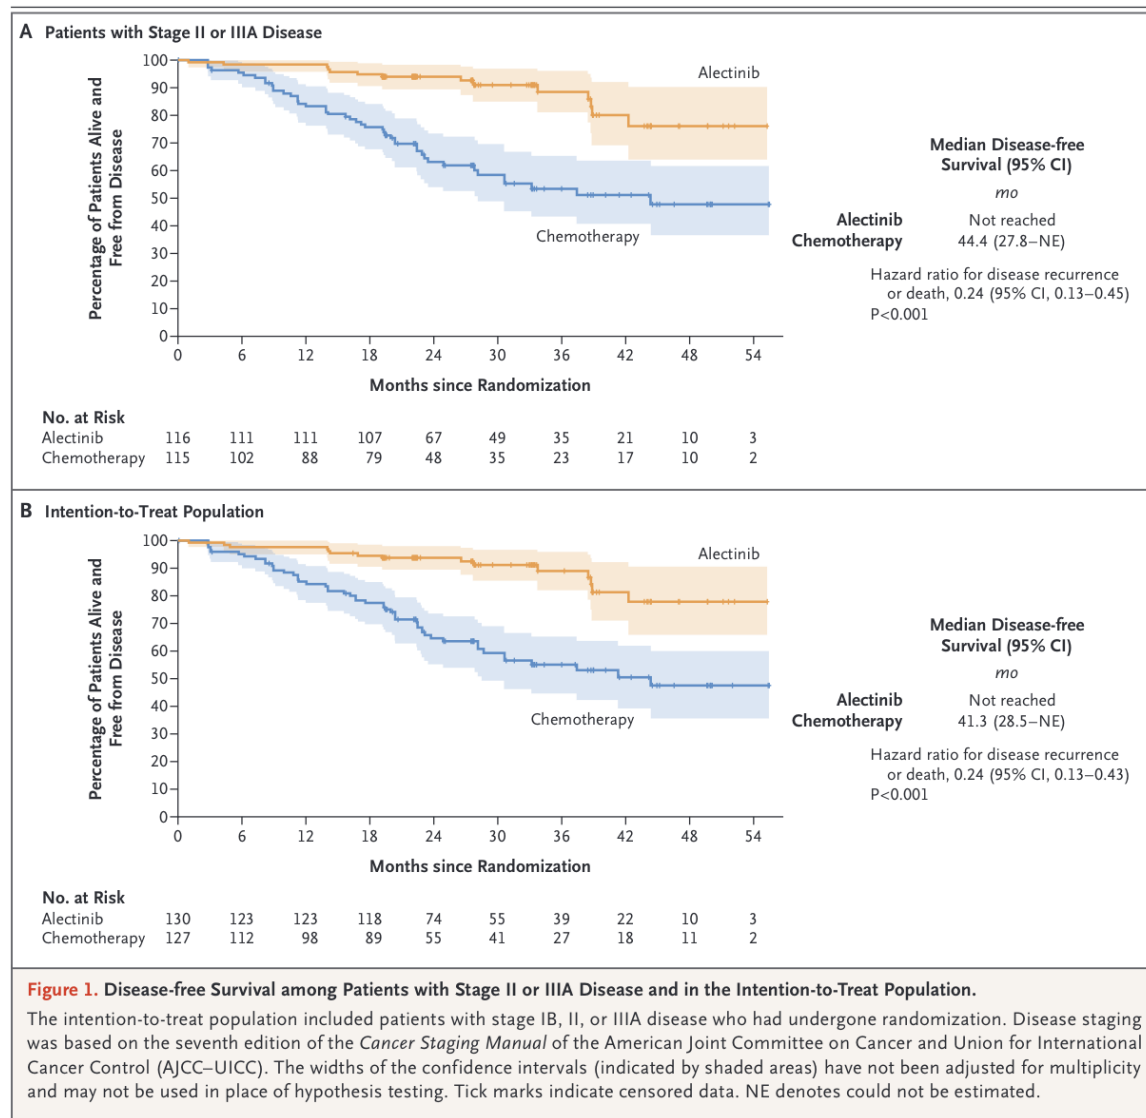 A Patients with Stage II or IIIA Disease
Percentage of Patients Alive and
Free from Disease
100
90
80
70
60
50
40
30
20
10
0
Alectinib
Chemotherapy
0 6 12 18 24 30 36 42 48 54
Months since Randomization
Median Disease-free
Survival (95% CI)
mo
Alectinib Not reached
Chemotherapy 44.4 (27.8–NE)
Hazard ratio for disease recurrence
or death, 0.24 (95% CI, 0.13–0.45)
P<0.001
No. at Risk
Alectinib 116 111 111 107 67 49 35 21 10 3
Chemotherapy 115 102 88 79 48 35 23 17 10 2
B Intention-to-Treat Population
Percentage of Patients Alive and
Free from Disease
100
90
80
70
60
50
40
30
20
10
0
Alectinib
Chemotherapy
0 6 12 18 24 30 36 42 48 54
Months since Randomization
Median Disease-free
Survival (95% CI)
mo
Alectinib Not reached
Chemotherapy 41.3 (28.5–NE)
Hazard ratio for disease recurrence
or death, 0.24 (95% CI, 0.13–0.43)
P<0.001
No. at Risk
Alectinib 130 123 123 118 74 55 39 22 10 3
Chemotherapy 127 112 98 89 55 41 27 18 11 2
Figure 1. Disease-free Survival among Patients with Stage II or IIIA Disease and in the Intention-to-Treat Population.
The intention-to-treat population included patients with stage IB, II, or IIIA disease who had undergone randomization. Disease staging
was based on the seventh edition of the Cancer Staging Manual of the American Joint Committee on Cancer and Union for International
Cancer Control (AJCC–UICC). The widths of the confidence intervals (indicated by shaded areas) have not been adjusted for multiplicity
and may not be used in place of hypothesis testing. Tick marks indicate censored data. NE denotes could not be estimated.